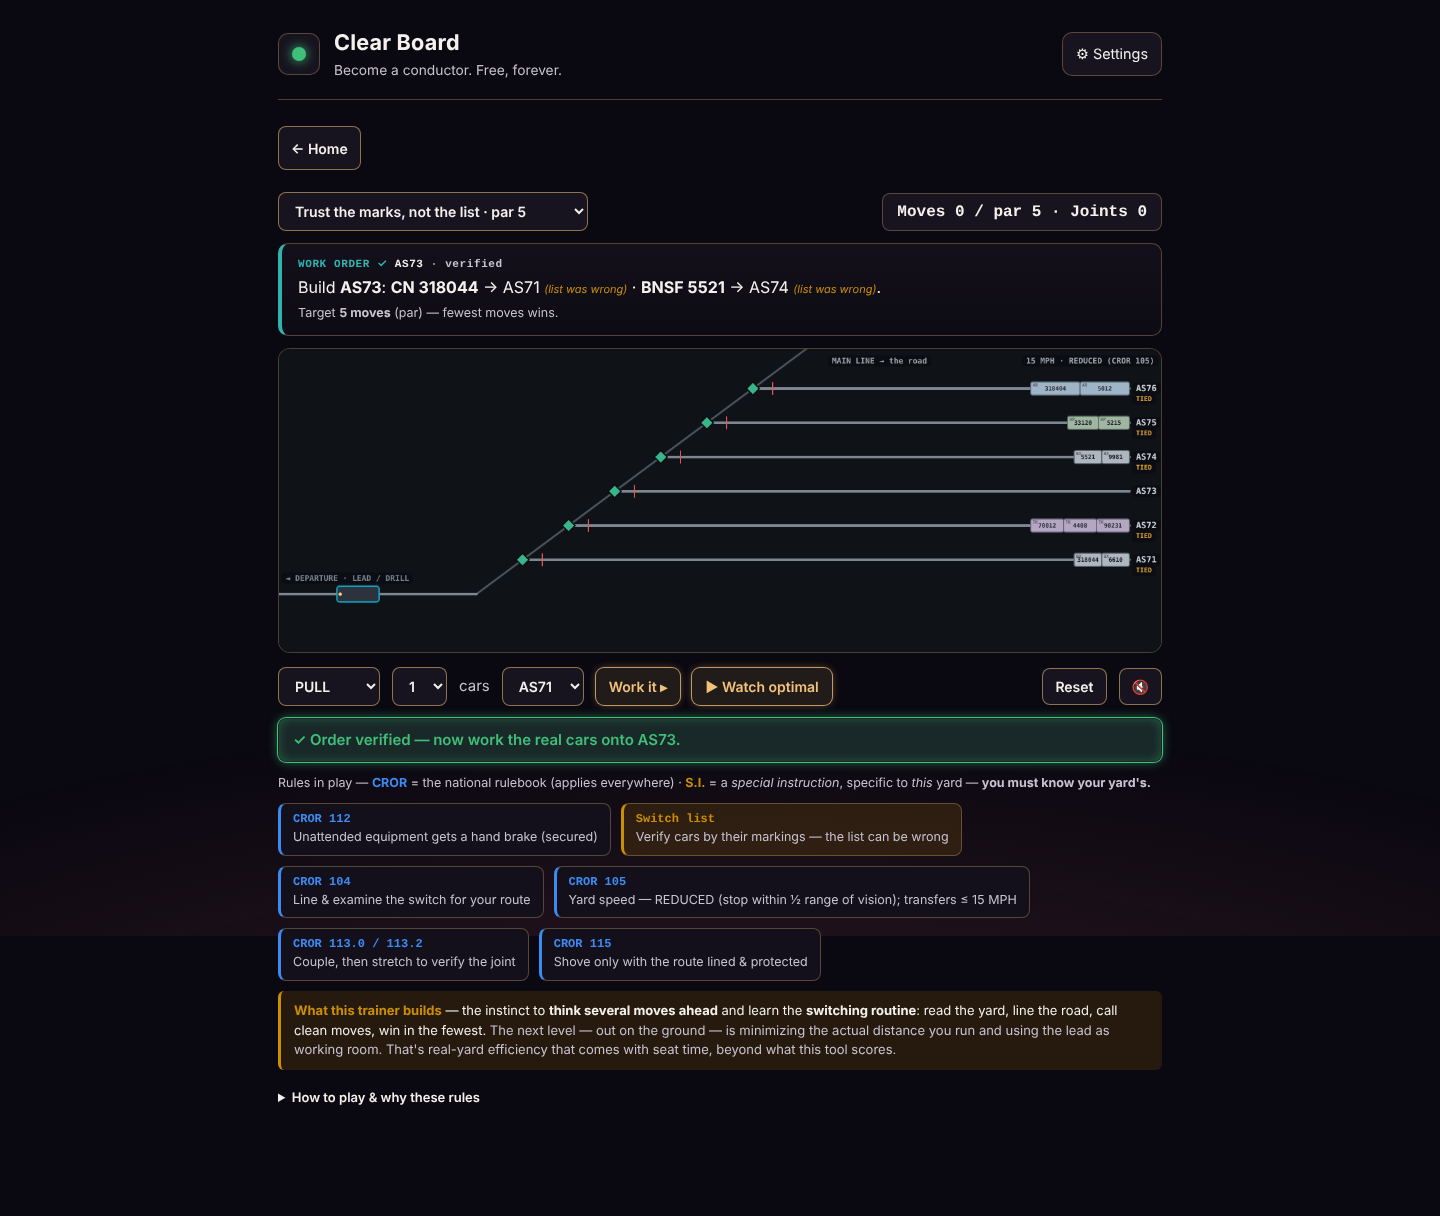 Clear Board
Become a conductor. Free, forever.
⚙ Settings
← Home
Trust the marks, not the list · par 5
Moves 0 / par 5 · Joints 0
WORK ORDER ✓ AS73 · verified
Build AS73: CN 318044 → AS71 (list was wrong) · BNSF 5521 → AS74 (list was wrong).
Target 5 moves (par) — fewest moves wins.
MAIN LINE → the road
15 MPH · REDUCED (CROR 105)
318404 5012 AS76
TIED
33120 5215 AS75
TIED
5521 9981 AS74
TIED
AS73
70012 4408 90231 AS72
TIED
318044 6610 AS71
TIED
◄ DEPARTURE · LEAD / DRILL
PULL 1 cars AS71 Work it ▸ ▶ Watch optimal Reset
✓ Order verified — now work the real cars onto AS73.
Rules in play — CROR = the national rulebook (applies everywhere) · S.I. = a special instruction, specific to this yard — you must know your yard's.
CROR 112
Unattended equipment gets a hand brake (secured)
Switch list
Verify cars by their markings — the list can be wrong
CROR 104
Line & examine the switch for your route
CROR 105
Yard speed — REDUCED (stop within ½ range of vision); transfers ≤ 15 MPH
CROR 113.0 / 113.2
Couple, then stretch to verify the joint
CROR 115
Shove only with the route lined & protected
What this trainer builds — the instinct to think several moves ahead and learn the switching routine: read the yard, line the road, call
clean moves, win in the fewest. The next level — out on the ground — is minimizing the actual distance you run and using the lead as
working room. That's real-yard efficiency that comes with seat time, beyond what this tool scores.
▶ How to play & why these rules